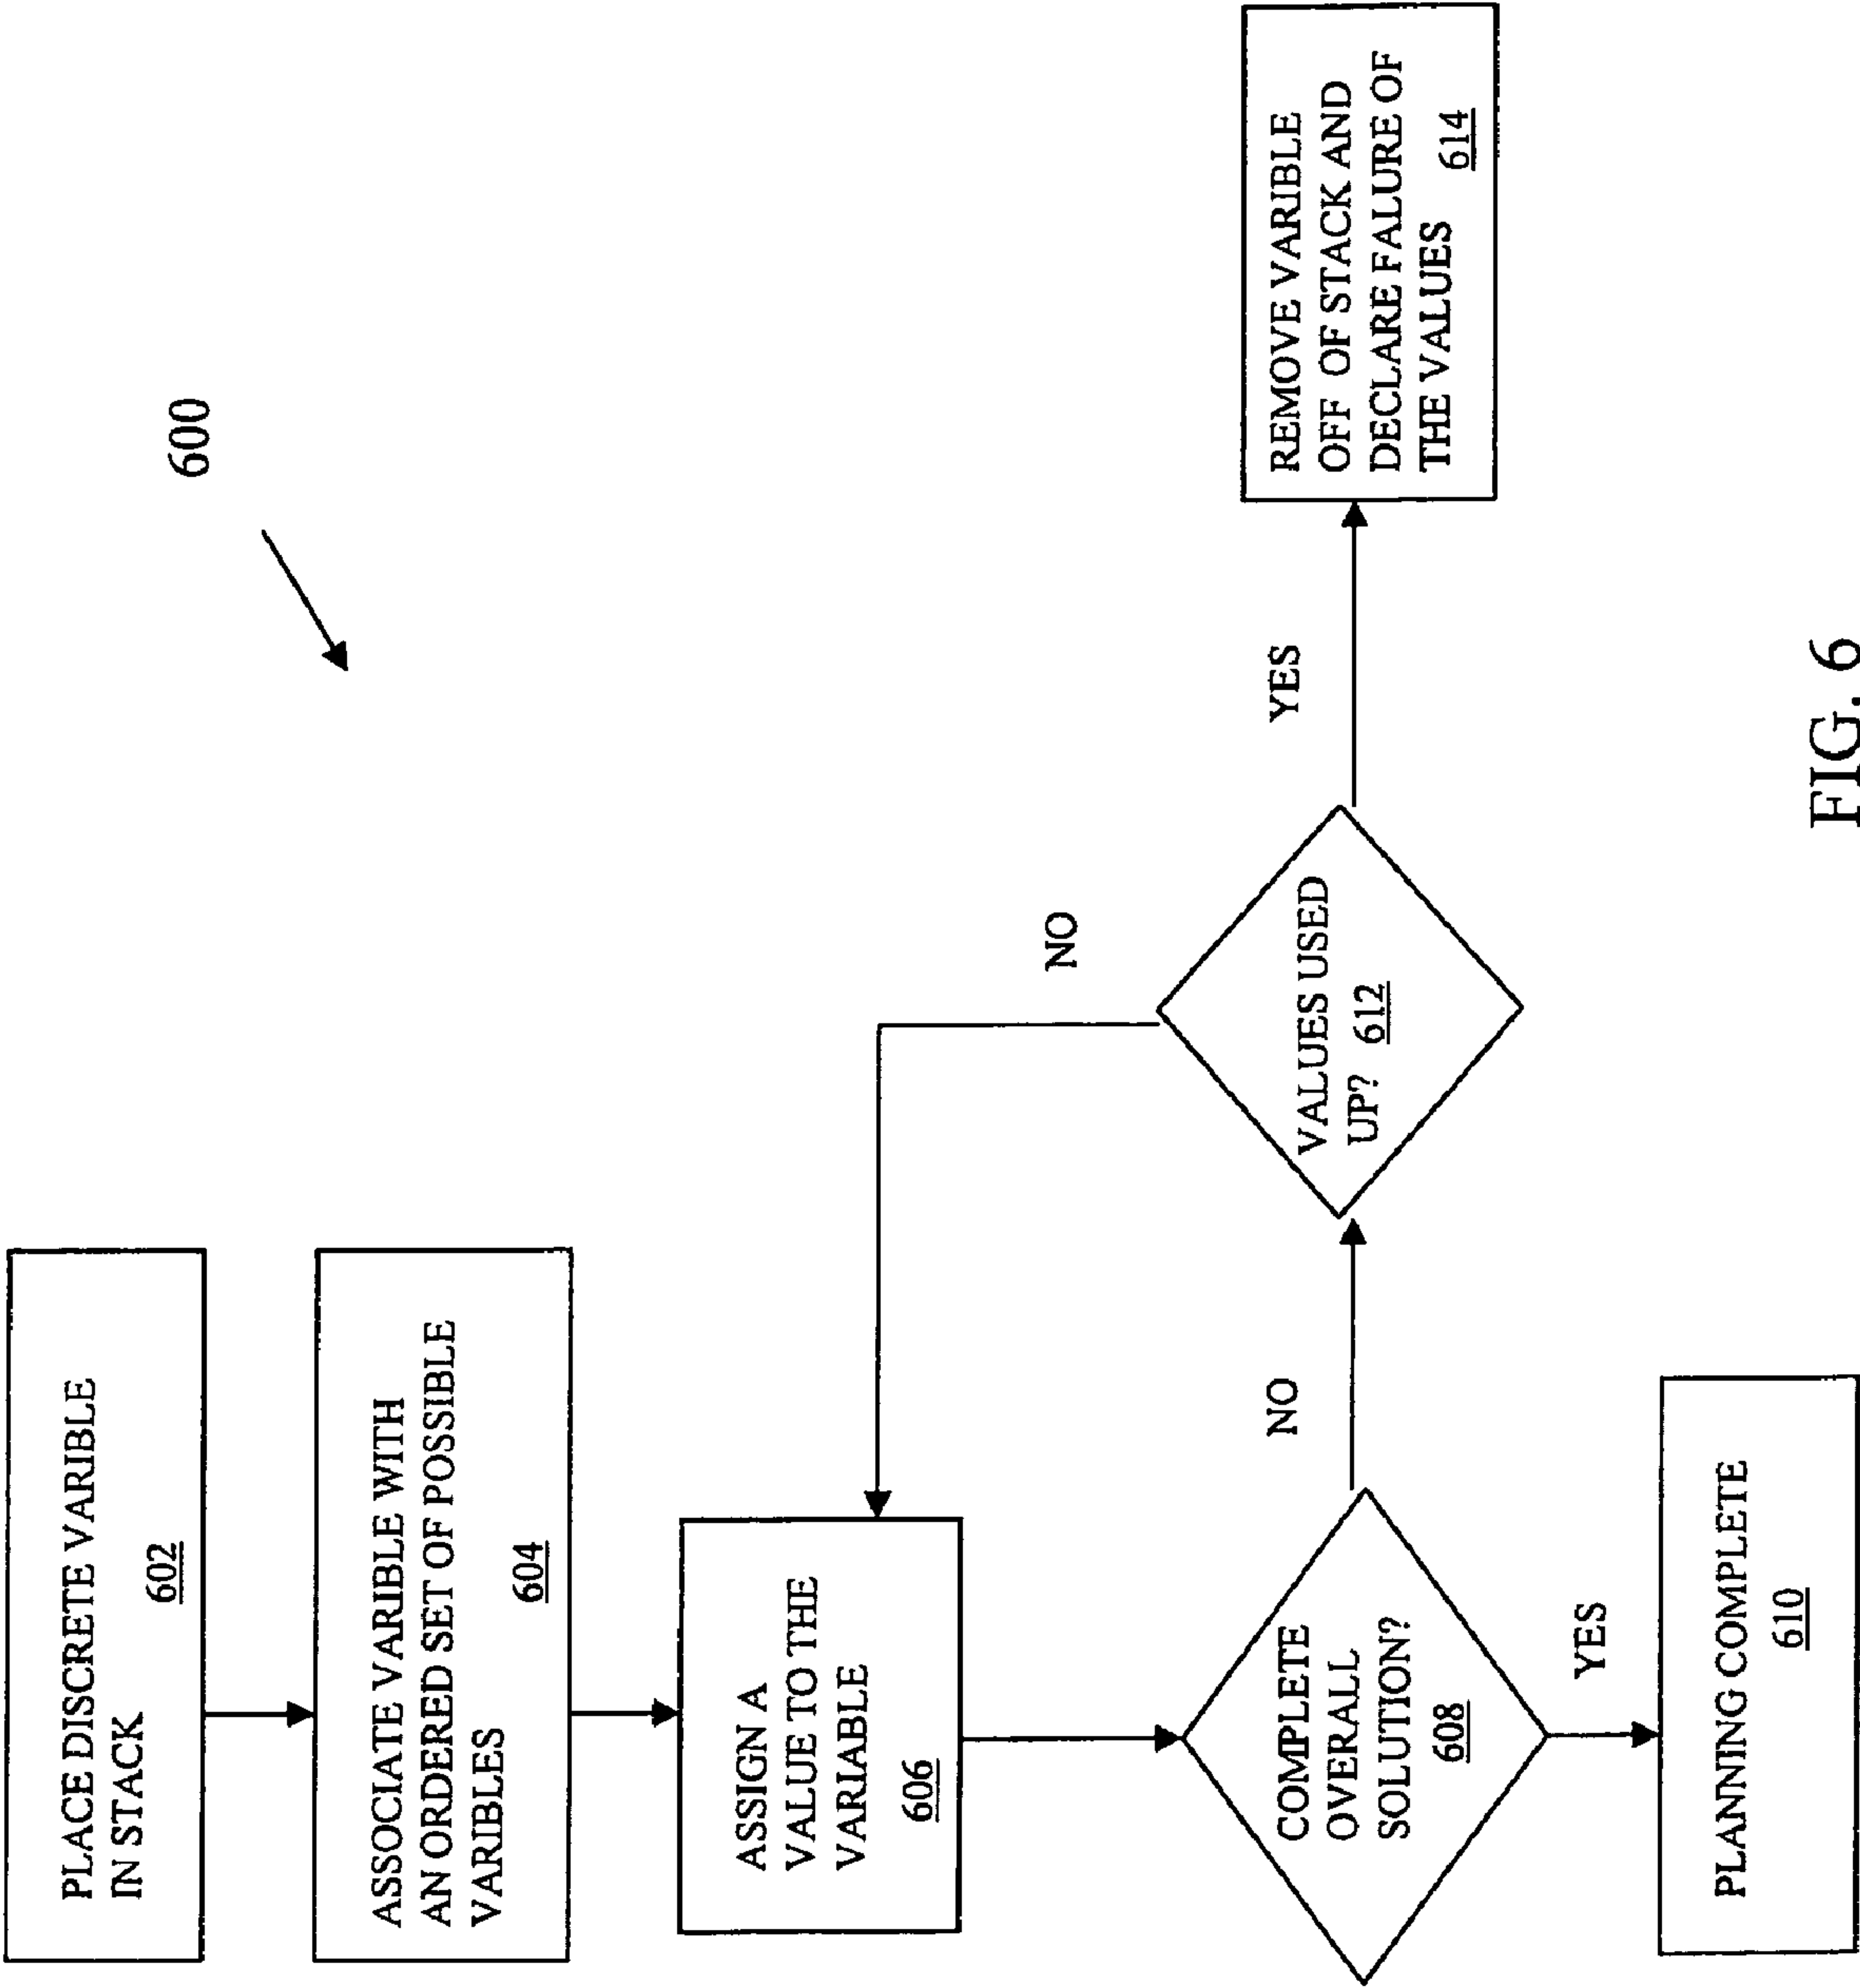 600
PLACE DISCRETE VARIBLE
IN STACK
602
ASSOCIATE VARIBLE WITH
AN ORDERED SET OF POSSIBLE
VARIBLES
604
ASSIGN A
VALUE TO THE
VARIABLE
606
COMPLETE
OVERALL
SOLUTION?
608
YES
PLANNING COMPLETE
610
NO
VALUES USED
UP? 612
NO
YES
REMOVE VARIBLE
OFF OF STACK AND
DECLARE FALURE OF
THE VALUES 614
FIG. 6